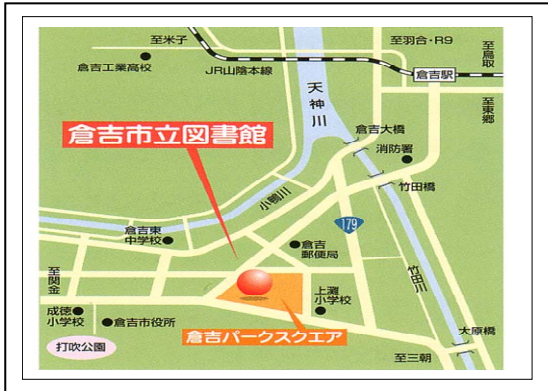 至米子
至羽合・R9
至鳥取
倉吉工業高校
JR山陰本線
倉吉駅
至東郷
天神川
倉吉大橋
倉吉市立図書館
消防署
竹田橋
小鴨川
179
倉吉東
中学校
倉吉
郵便局
竹田川
至関金
上灘
小学校
成徳
小学校
倉吉市役所
倉吉パークスクエア
大原橋
打吹公園
至三朝